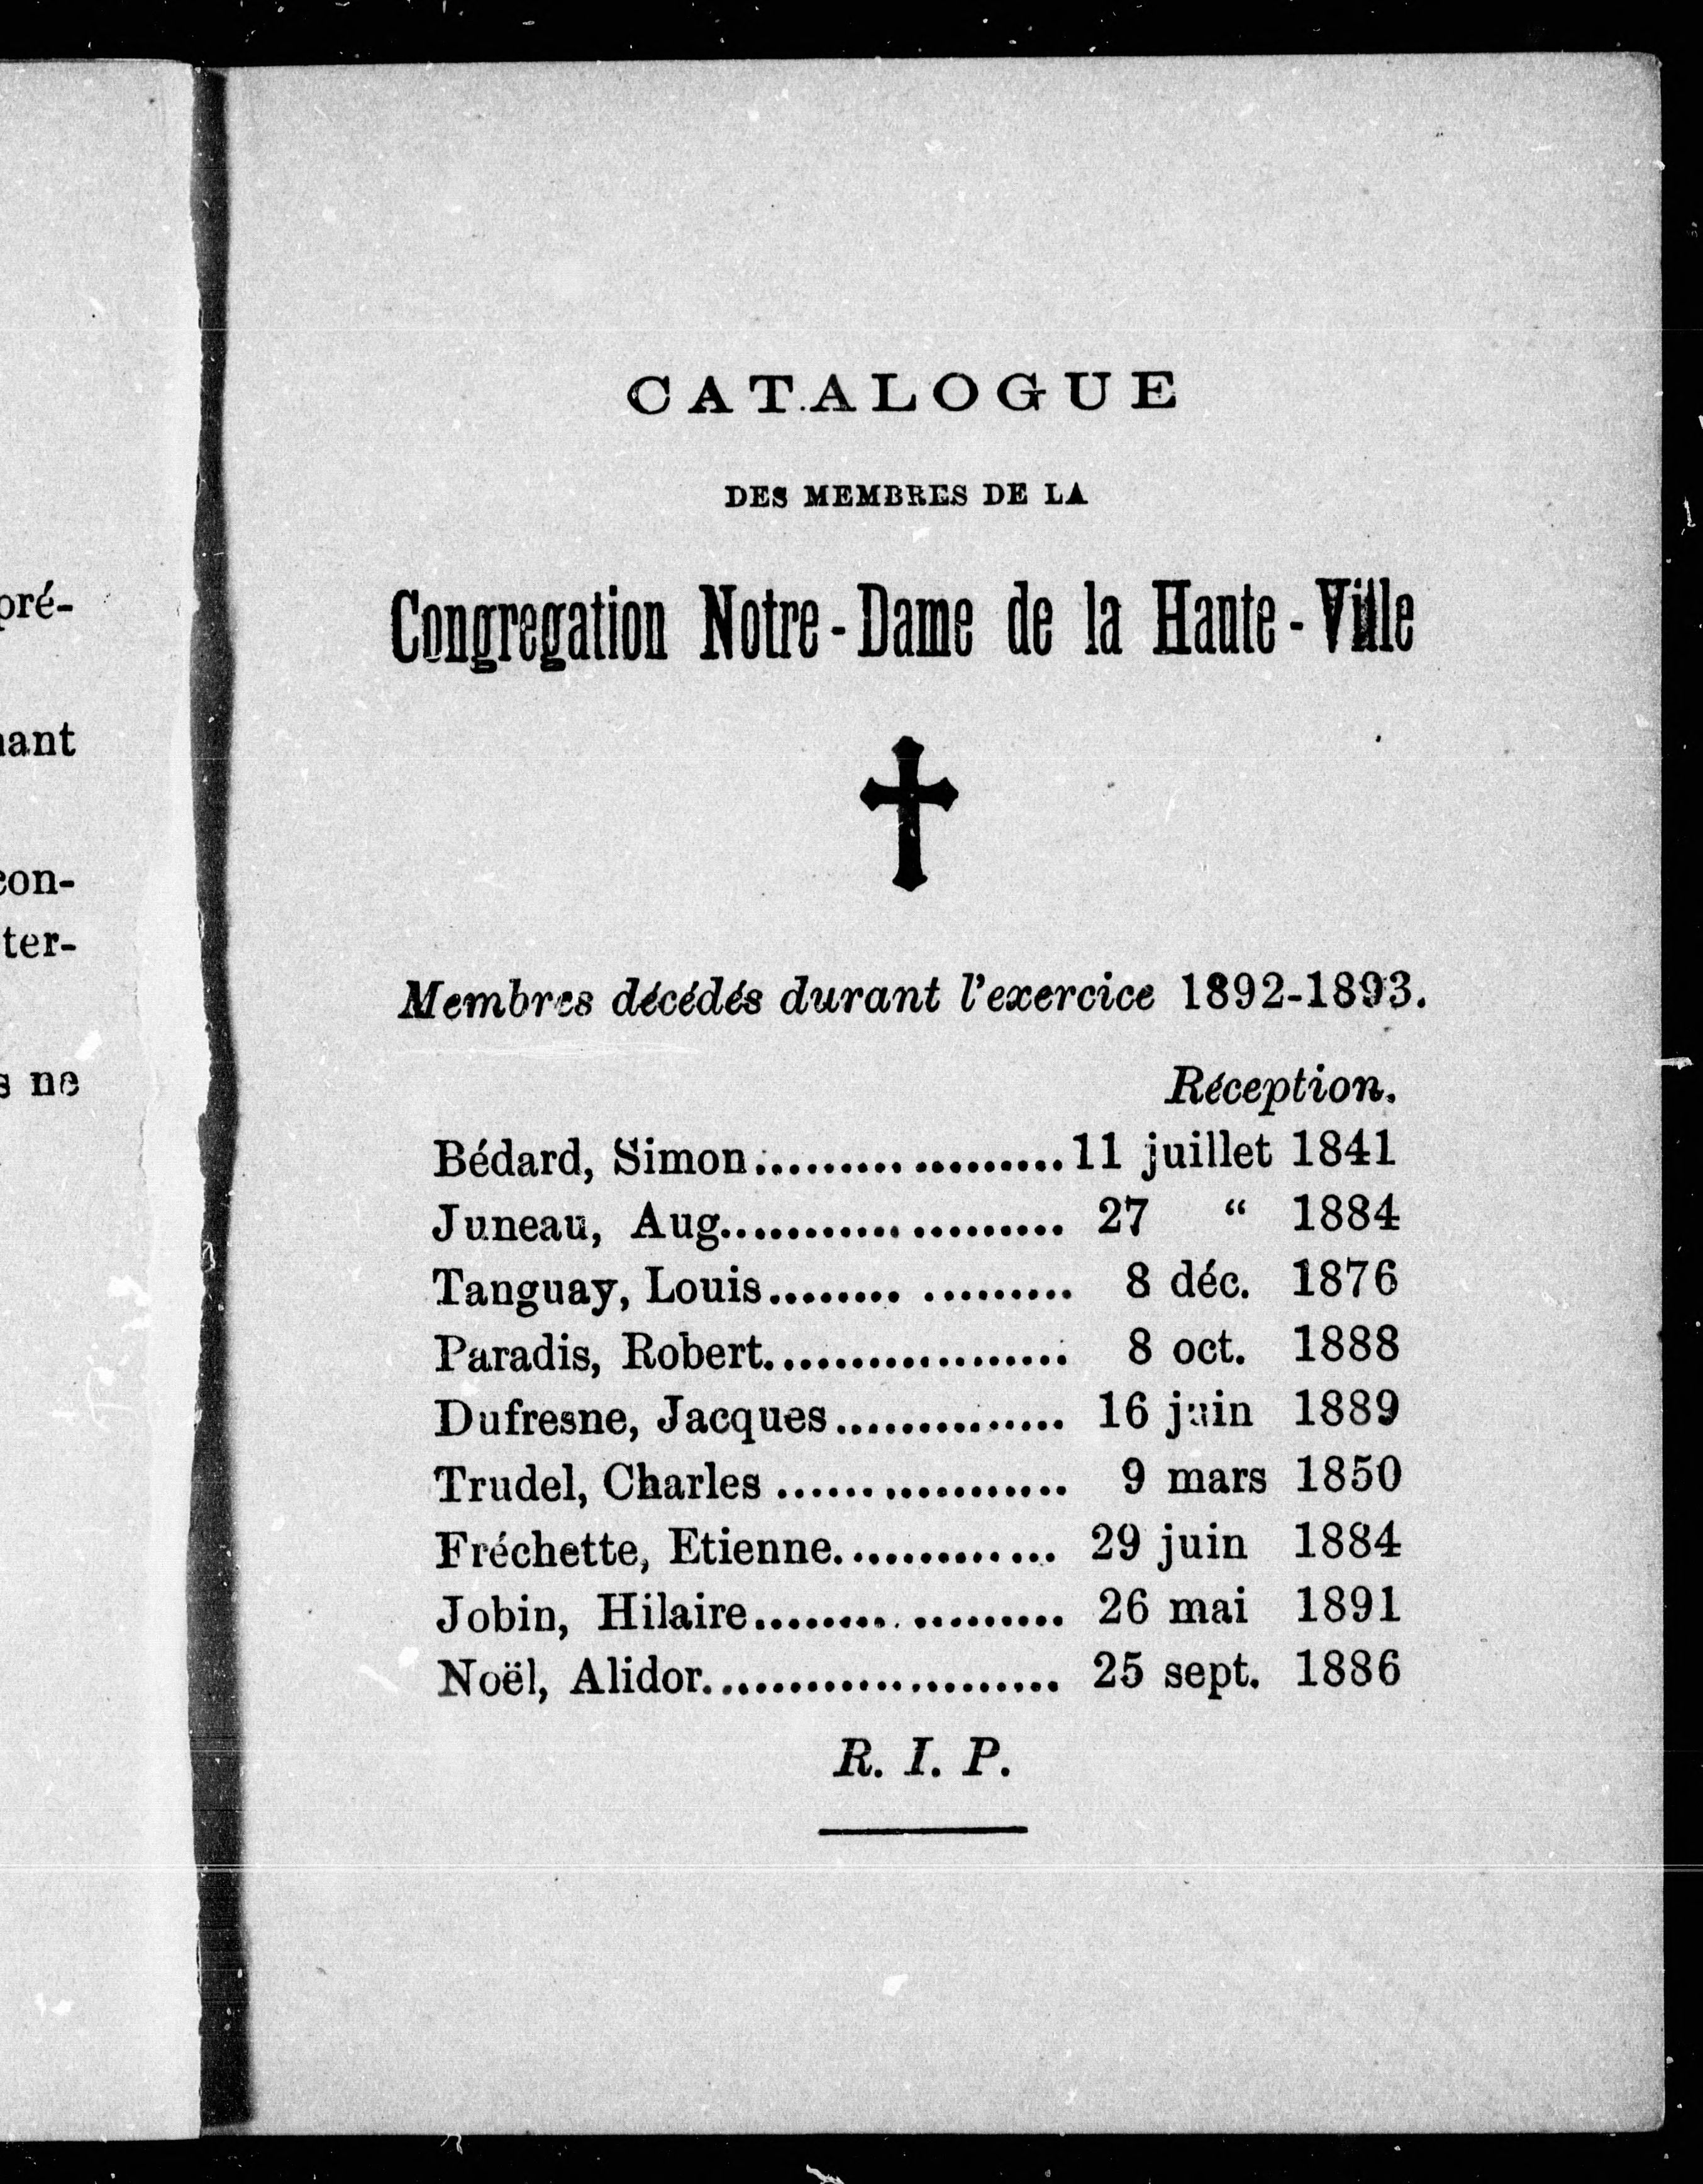 pré-
con-
ter-
ne
CATALOGUE
DES MEMBRES DE LA
Congregation Notre-Dame de la Haute-Ville
Membres décédés durant l'exercice 1892-1893.
Réception.
Bédard, Simon.................. 11 juillet 1841
Juneau, Aug.................... 27 “ 1884
Tanguay, Louis................. 8 déc. 1876
Paradis, Robert.................. 8 oct. 1888
Dufresne, Jacques.............. 16 juin 1889
Trudel, Charles .................. 9 mars 1850
Fréchette, Etienne............. 29 juin 1884
Jobin, Hilaire.................. 26 mai 1891
Noël, Alidor..................... 25 sept. 1886
R. I. P.